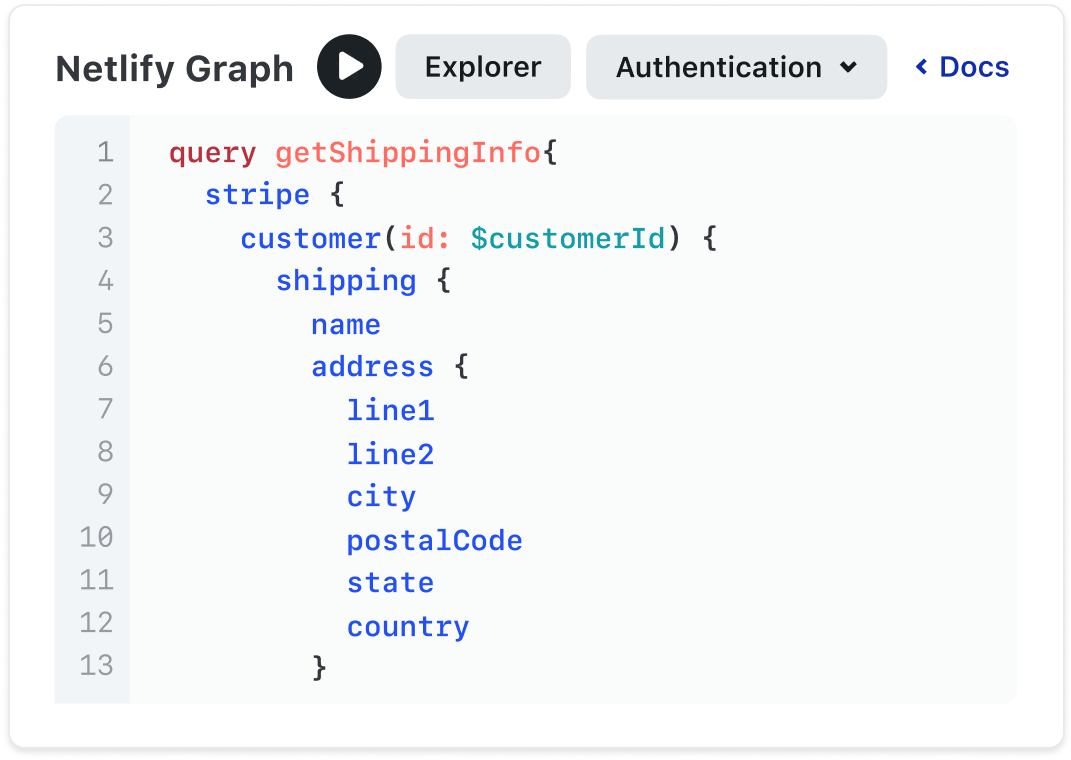 Netlify Graph Explorer Authentication Docs
1 query getShippingInfo{
2 stripe {
3 customer(id: $customerId) {
4 shipping {
5 name
6 address {
7 line1
8 line2
9 city
10 postalCode
11 state
12 country
13 }